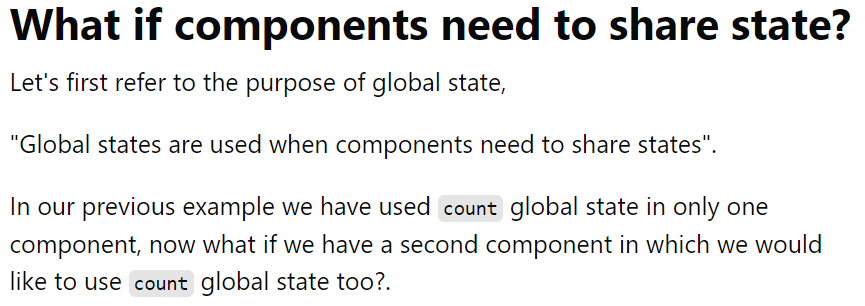 What if components need to share state?
Let's first refer to the purpose of global state,
"Global states are used when components need to share states".
In our previous example we have used count global state in only one
component, now what if we have a second component in which we would
like to use count global state too?.